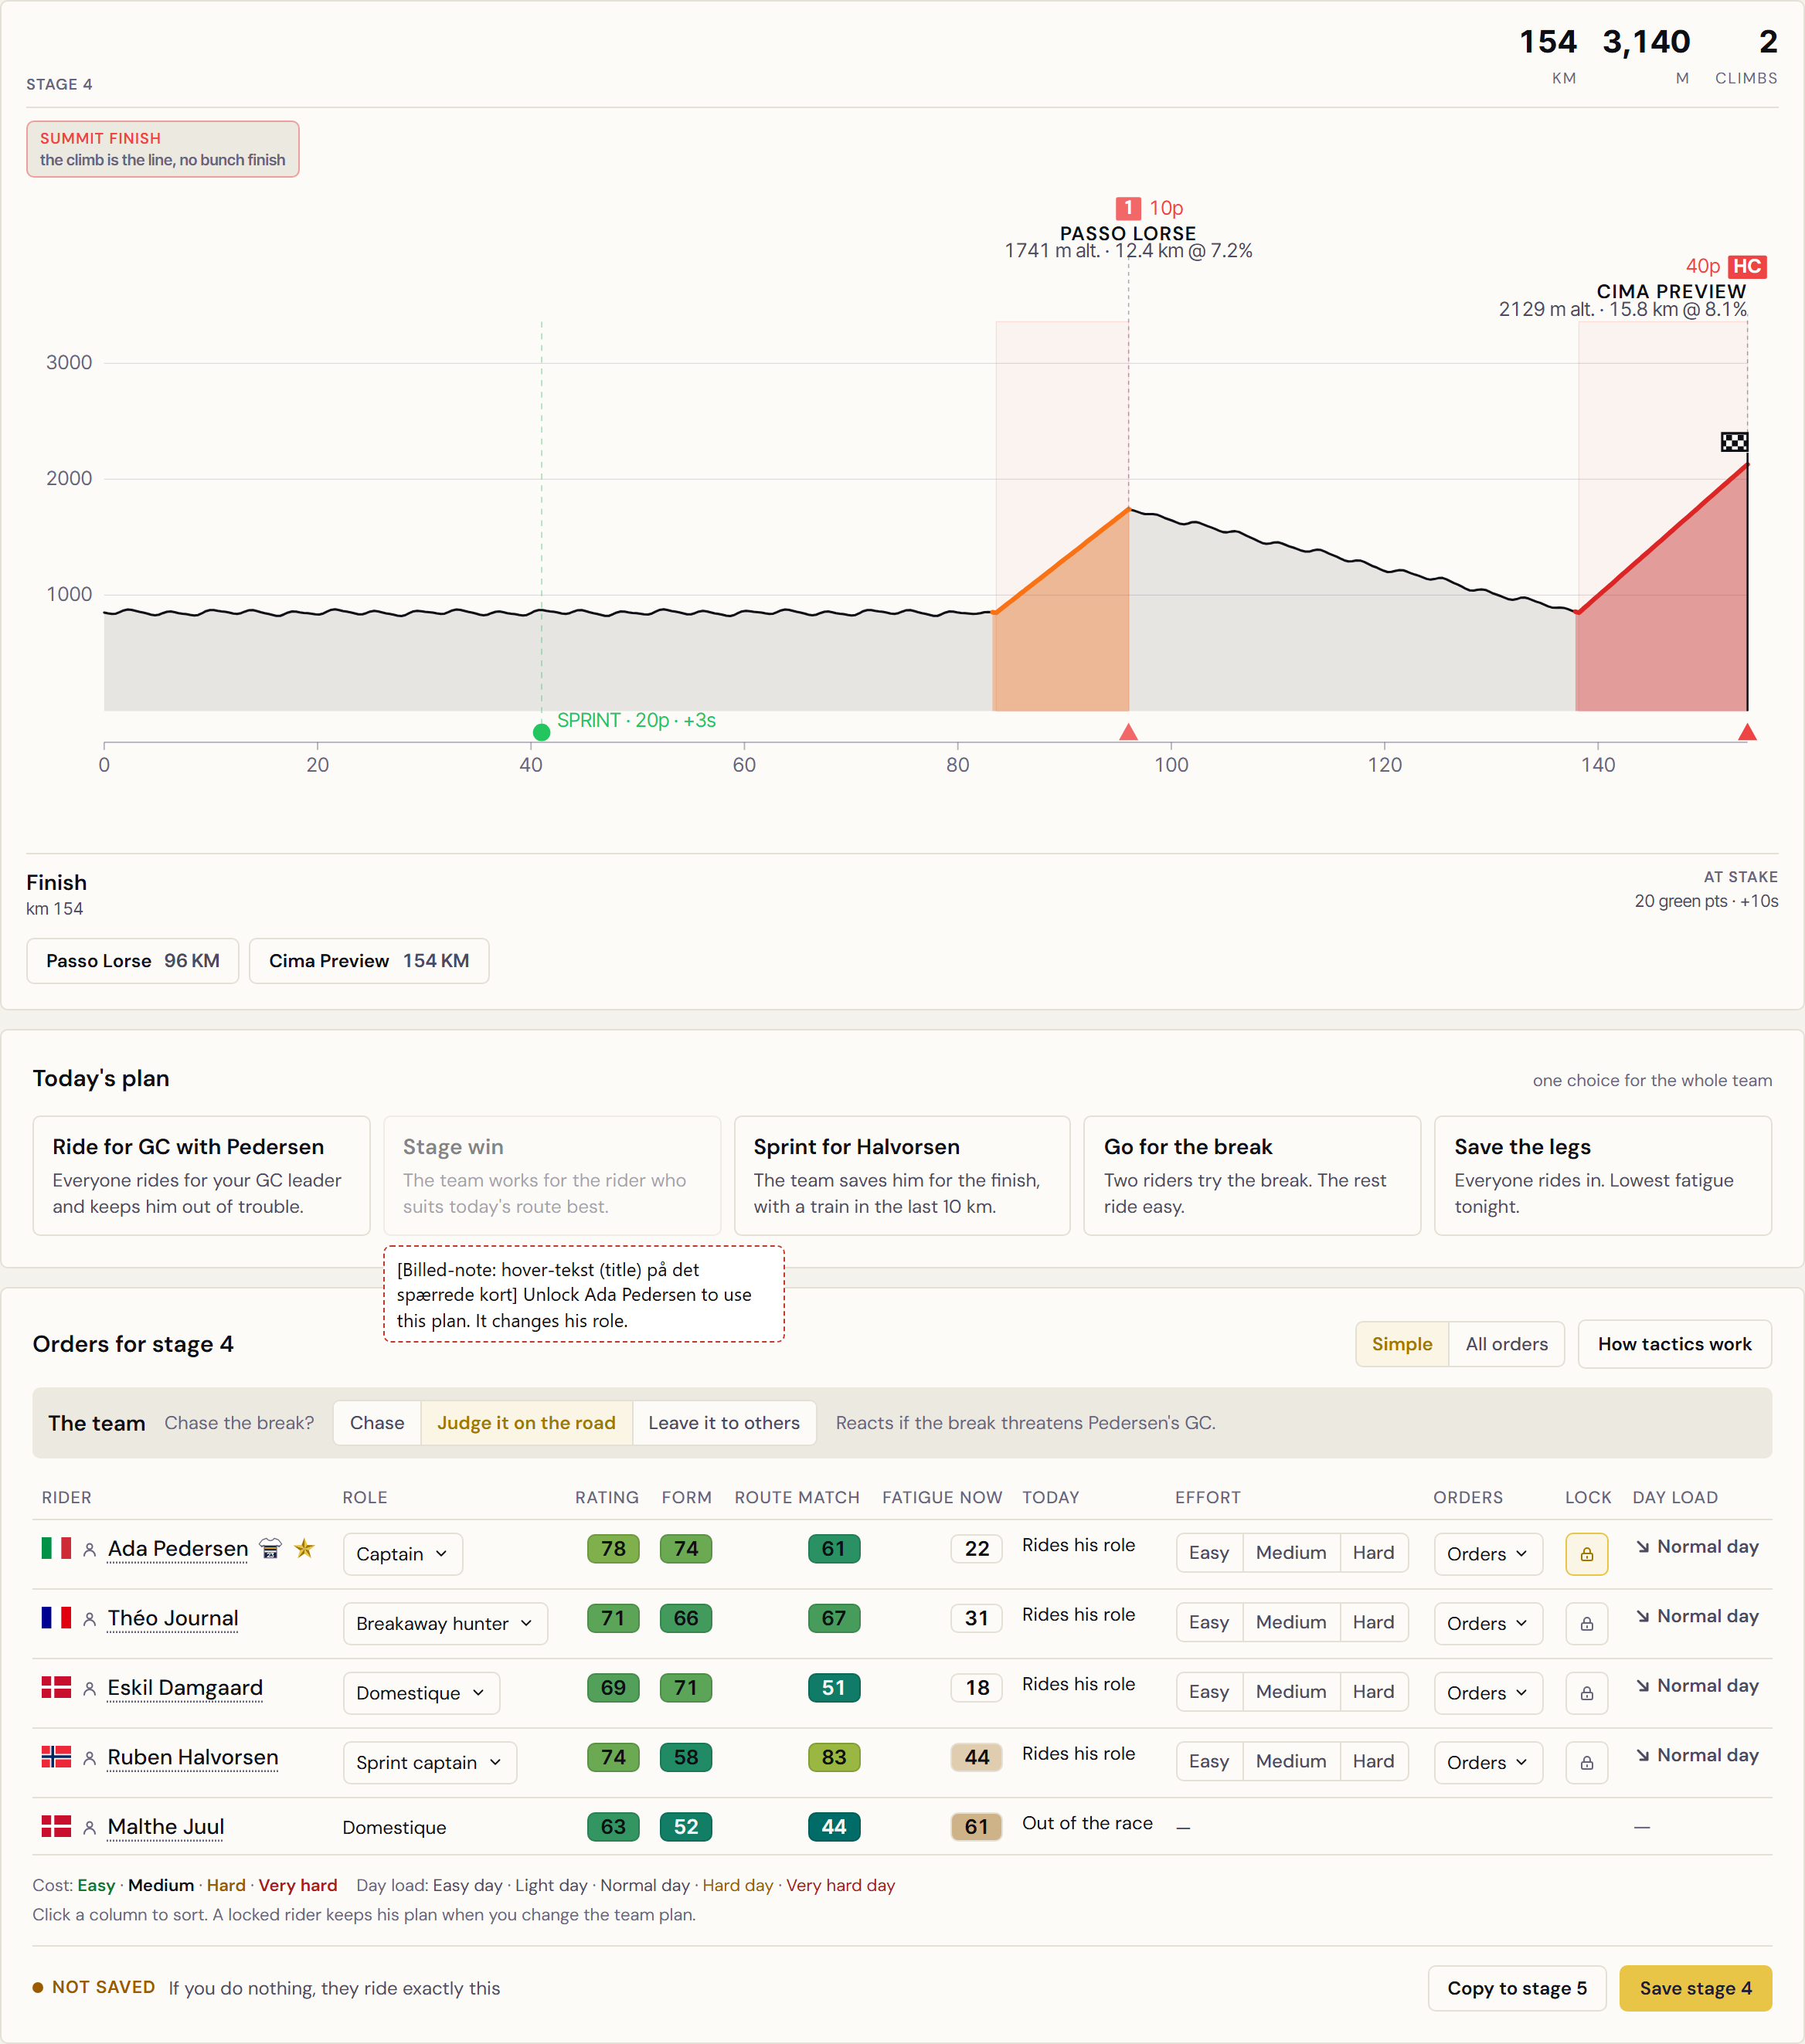 154 3,140 2
STAGE 4 KM M CLIMBS
SUMMIT FINISH
the climb is the line, no bunch finish
1 10p
PASSO LORSE
1741 m alt. · 12.4 km @ 7.2%
40p HC
CIMA PREVIEW
2129 m alt. · 15.8 km @ 8.1%
3000
2000
1000
SPRINT · 20p · +3s
0 20 40 60 80 100 120 140
Finish
km 154
AT STAKE
20 green pts · +10s
Passo Lorse 96 KM
Cima Preview 154 KM
Today's plan
one choice for the whole team
Ride for GC with Pedersen
Everyone rides for your GC leader
and keeps him out of trouble.
Stage win
The team works for the rider who
suits today's route best.
Sprint for Halvorsen
The team saves him for the finish,
with a train in the last 10 km.
Go for the break
Two riders try the break. The rest
ride easy.
Save the legs
Everyone rides in. Lowest fatigue
tonight.
[Billed-note: hover-tekst (title) på det
spærrede kort] Unlock Ada Pedersen to use
this plan. It changes his role.
Orders for stage 4
Simple All orders How tactics work
The team Chase the break? Chase Judge it on the road Leave it to others Reacts if the break threatens Pedersen's GC.
RIDER ROLE RATING FORM ROUTE MATCH FATIGUE NOW TODAY EFFORT ORDERS LOCK DAY LOAD
Ada Pedersen 23 Captain 78 74 61 22 Rides his role Easy Medium Hard Orders ↘ Normal day
Théo Journal Breakaway hunter 71 66 67 31 Rides his role Easy Medium Hard Orders ↘ Normal day
Eskil Damgaard Domestique 69 71 51 18 Rides his role Easy Medium Hard Orders ↘ Normal day
Ruben Halvorsen Sprint captain 74 58 83 44 Rides his role Easy Medium Hard Orders ↘ Normal day
Malthe Juul Domestique 63 52 44 61 Out of the race — —
Cost: Easy · Medium · Hard · Very hard Day load: Easy day · Light day · Normal day · Hard day · Very hard day
Click a column to sort. A locked rider keeps his plan when you change the team plan.
NOT SAVED If you do nothing, they ride exactly this
Copy to stage 5 Save stage 4